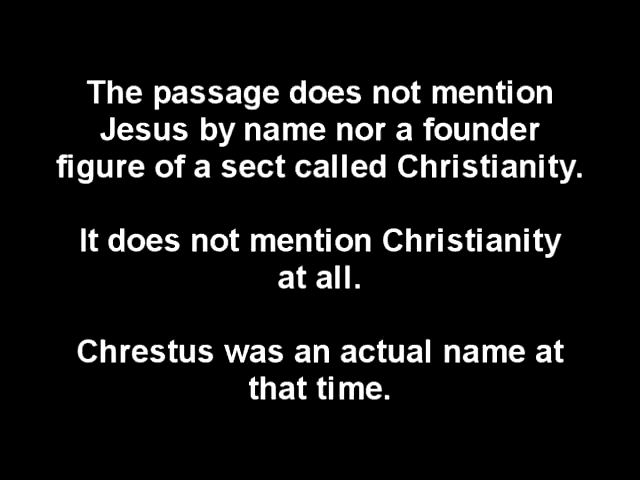 The passage does not mention
Jesus by name nor a founder
figure of a sect called Christianity.
It does not mention Christianity
at all.
Chrestus was an actual name at
that time.